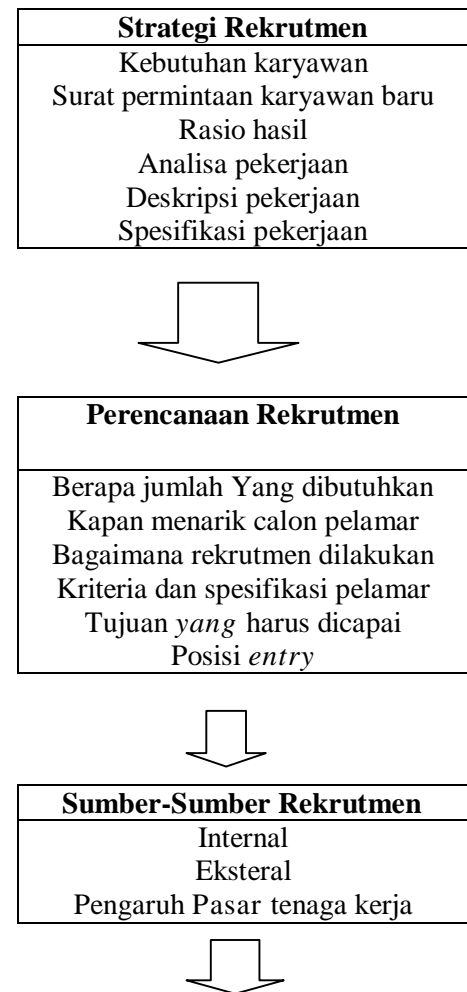 Strategi Rekrutmen
Kebutuhan karyawan
Surat permintaan karyawan baru
Rasio hasil
Analisa pekerjaan
Deskripsi pekerjaan
Spesifikasi pekerjaan
Perencanaan Rekrutmen
Berapa jumlah Yang dibutuhkan
Kapan menarik calon pelamar
Bagaimana rekrutmen dilakukan
Kriteria dan spesifikasi pelamar
Tujuan yang harus dicapai
Posisi entry
Sumber-Sumber Rekrutmen
Internal
Eksteral
Pengaruh Pasar tenaga kerja